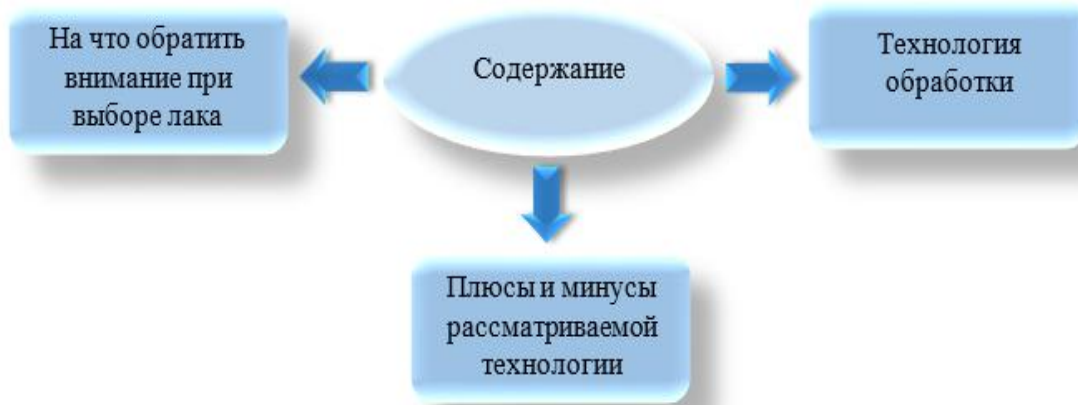 На что обратить
внимание при
выборе лака
Содержание
Технология
обработки
Плюсы и минусы
рассматриваемой
технологии